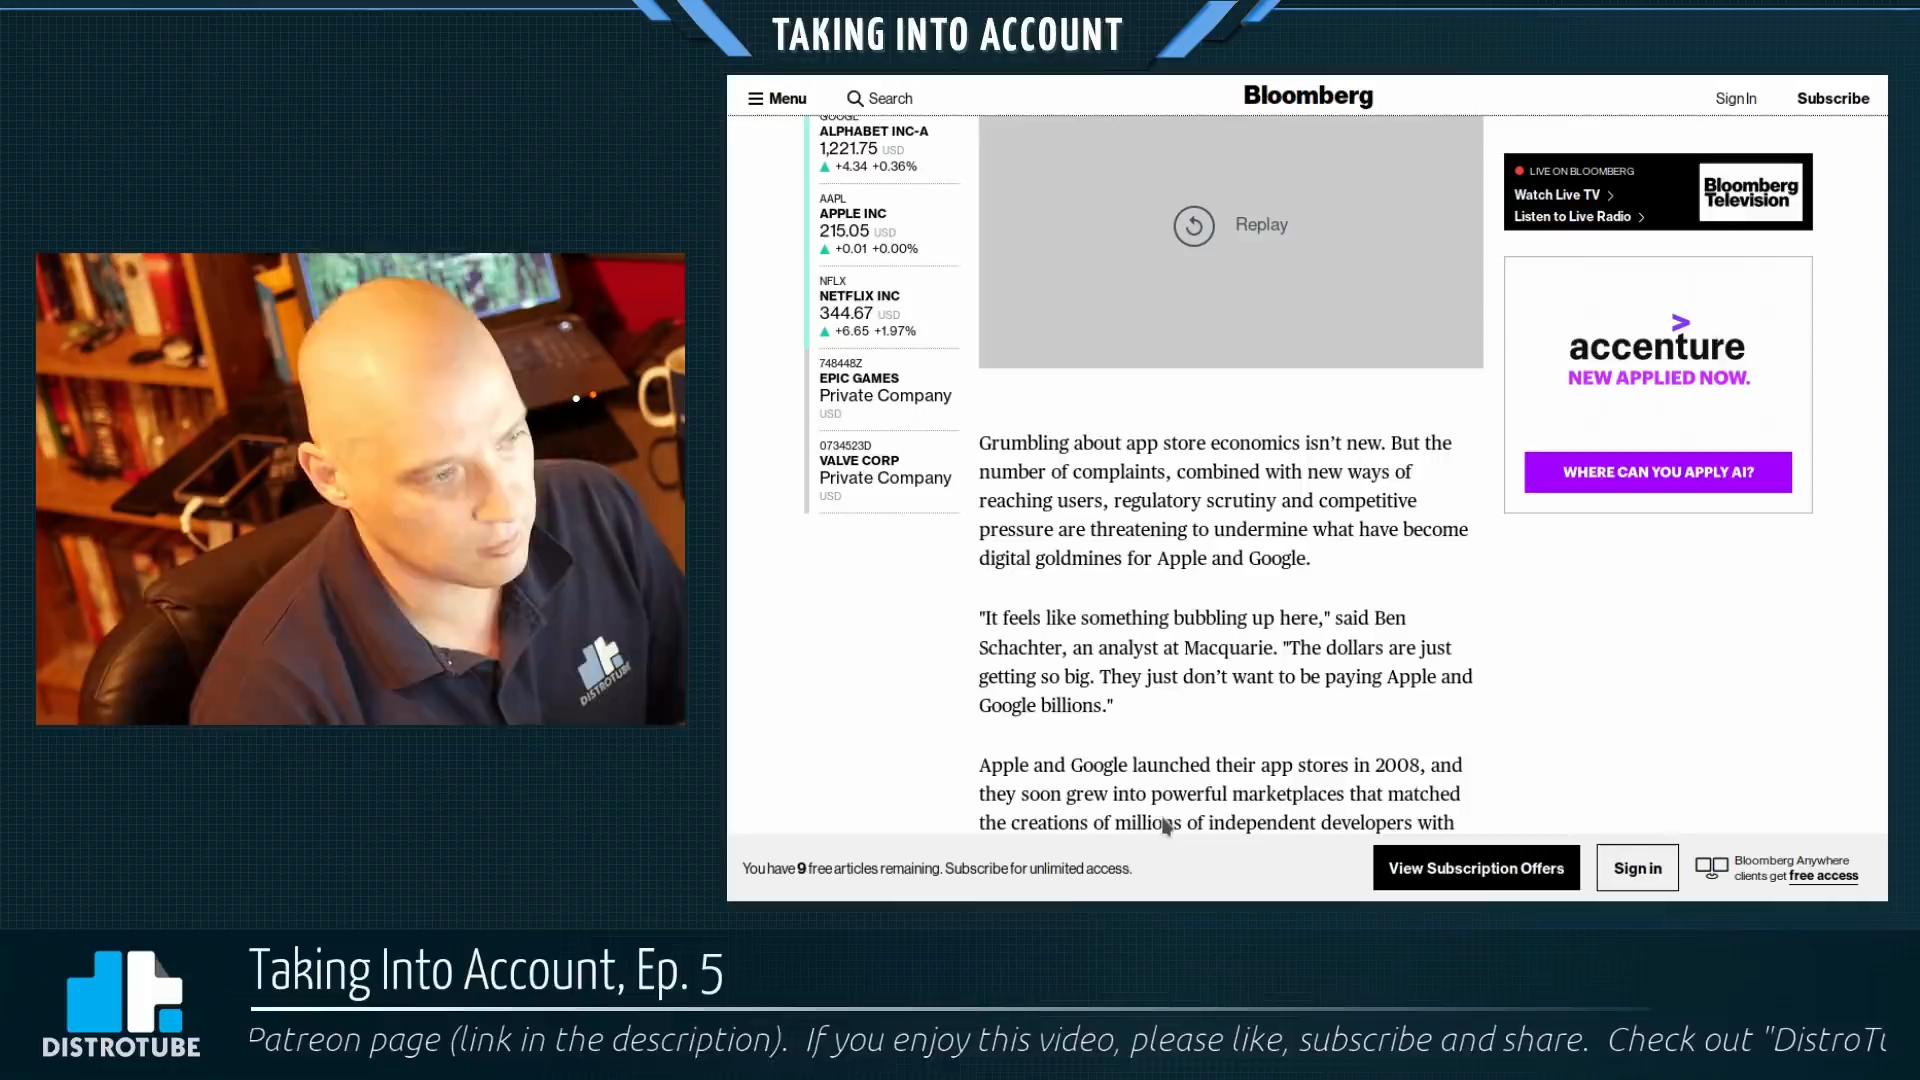 TAKING INTO ACCOUNT
Menu
Search
Bloomberg
Sign In
Subscribe
GOOGL
ALPHABET INC-A
1,221.75 USD
+4.34 +0.36%
AAPL
APPLE INC
215.05 USD
+0.01 +0.00%
NFLX
NETFLIX INC
344.67 USD
+6.65 +1.97%
748448Z
EPIC GAMES
Private Company
USD
0734523D
VALVE CORP
Private Company
USD
Replay
Grumbling about app store economics isn’t new. But the
number of complaints, combined with new ways of
reaching users, regulatory scrutiny and competitive
pressure are threatening to undermine what have become
digital goldmines for Apple and Google.
"It feels like something bubbling up here," said Ben
Schachter, an analyst at Macquarie. "The dollars are just
getting so big. They just don’t want to be paying Apple and
Google billions."
Apple and Google launched their app stores in 2008, and
they soon grew into powerful marketplaces that matched
the creations of millions of independent developers with
LIVE ON BLOOMBERG
Watch Live TV >
Listen to Live Radio >
Bloomberg
Television
>
accenture
NEW APPLIED NOW.
WHERE CAN YOU APPLY AI?
You have 9 free articles remaining. Subscribe for unlimited access.
View Subscription Offers
Sign in
Bloomberg Anywhere
clients get free access
DISTROTUBE
Taking Into Account, Ep. 5
Patreon page (link in the description). If you enjoy this video, please like, subscribe and share. Check out "DistroTu
DISTROTUBE